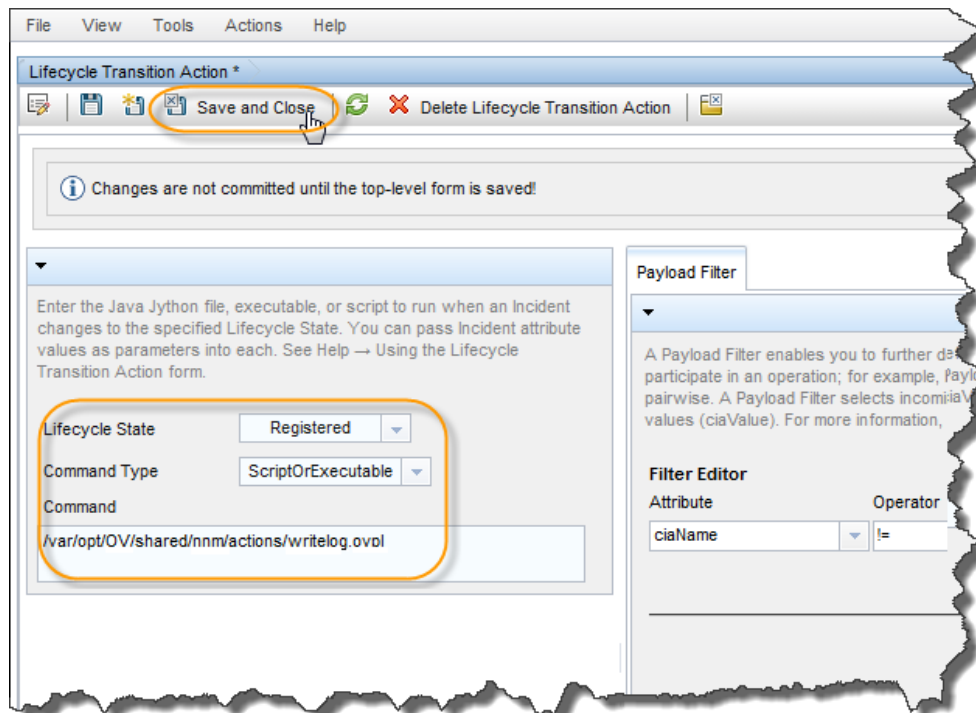 File View Tools Actions Help
Lifecycle Transition Action *
Save and Close Delete Lifecycle Transition Action
Changes are not committed until the top-level form is saved!
Enter the Java Jython file, executable, or script to run when an Incident
changes to the specified Lifecycle State. You can pass Incident attribute
values as parameters into each. See Help → Using the Lifecycle
Transition Action form.
Lifecycle State Registered
Command Type ScriptOrExecutable
Command
/var/opt/OV/shared/nnm/actions/writelog.ovpl
Payload Filter
A Payload Filter enables you to further
participate in an operation; for example,
pairwise. A Payload Filter selects
values (ciaValue). For more information,
Filter Editor
Attribute Operator
ciaName !=